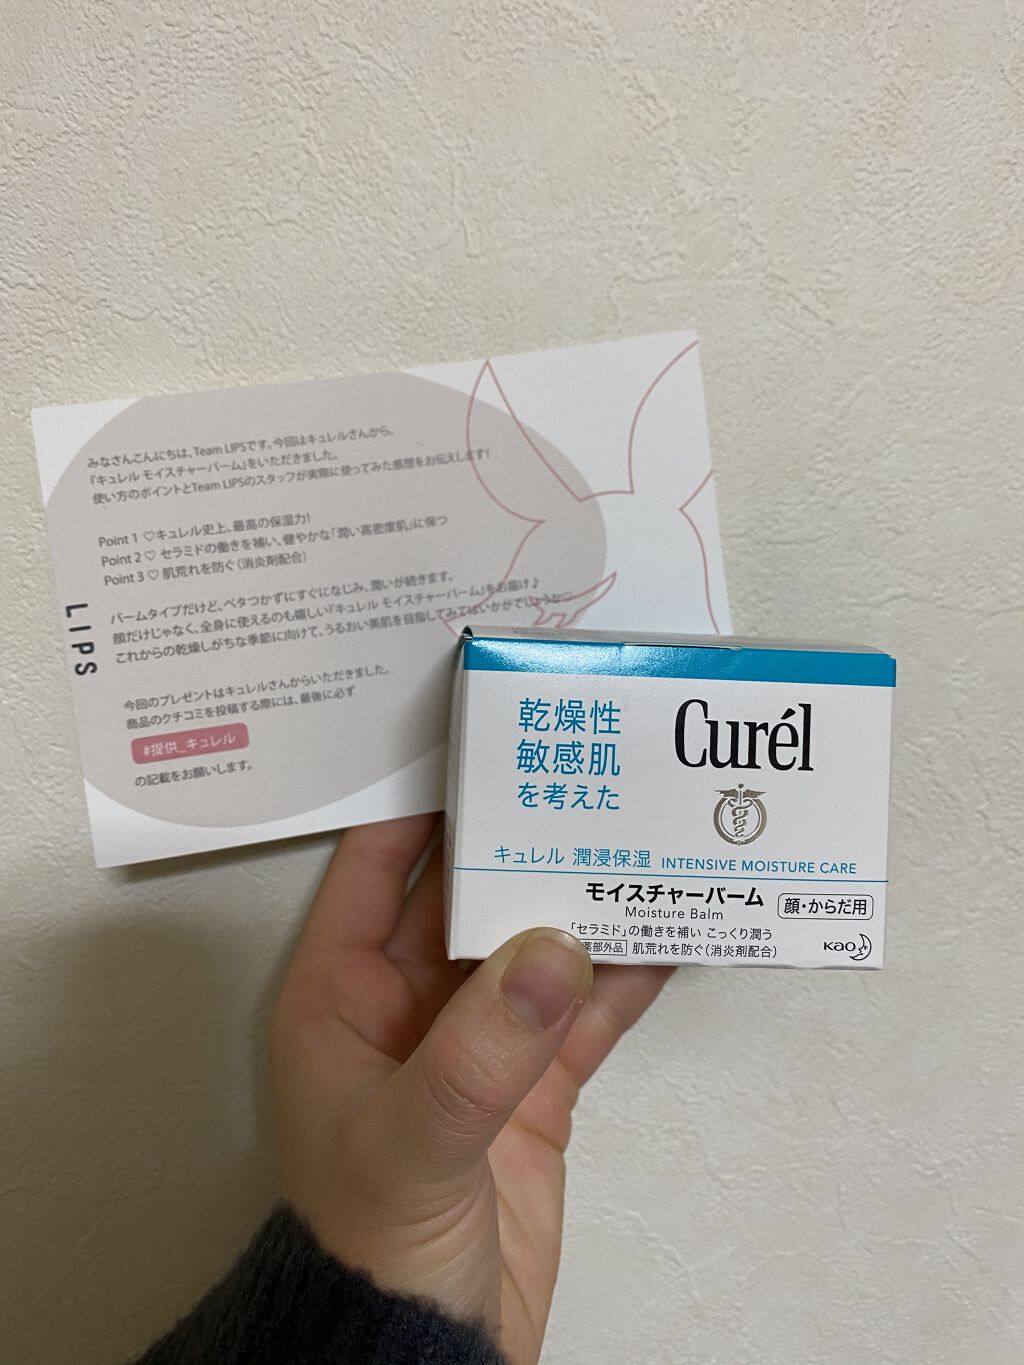 みなさんこんにちは、Team LIPSです。今回はキュレルさんから、
『キュレル モイスチャーバーム』をいただきました。
使い方のポイントとTeam LIPSのスタッフが実際に使ってみた感想をお伝えします!
Point 1 ♡キュレル史上、最高の保湿力!
Point 2 ♡ セラミドの働きを補い、健やかな「潤い高密度肌」に保つ
Point 3 ♡ 肌荒れを防ぐ（消炎剤配合）
バームタイプだけど、ベタつかずにすぐになじみ、潤いが続きます。
顔だけじゃなく、全身に使えるのも嬉しい『キュレル モイスチャーバーム』をお届け♪
これからの乾燥しがちな季節に向けて、うるおい美肌を目指してみてはいかがでしょうか♡
今回のプレゼントはキュレルさんからいただきました。
商品のクチコミを投稿する際には、最後に必ず
#提供_キュレル
の記載をお願いします。
LIPS
乾燥性
敏感肌
を考えた
Curél
キュレル 潤浸保湿 INTENSIVE MOISTURE CARE
モイスチャーバーム
Moisture Balm
顔・からだ用
「セラミド」の働きを補い こっくり潤う
薬部外品 肌荒れを防ぐ（消炎剤配合）
Kao